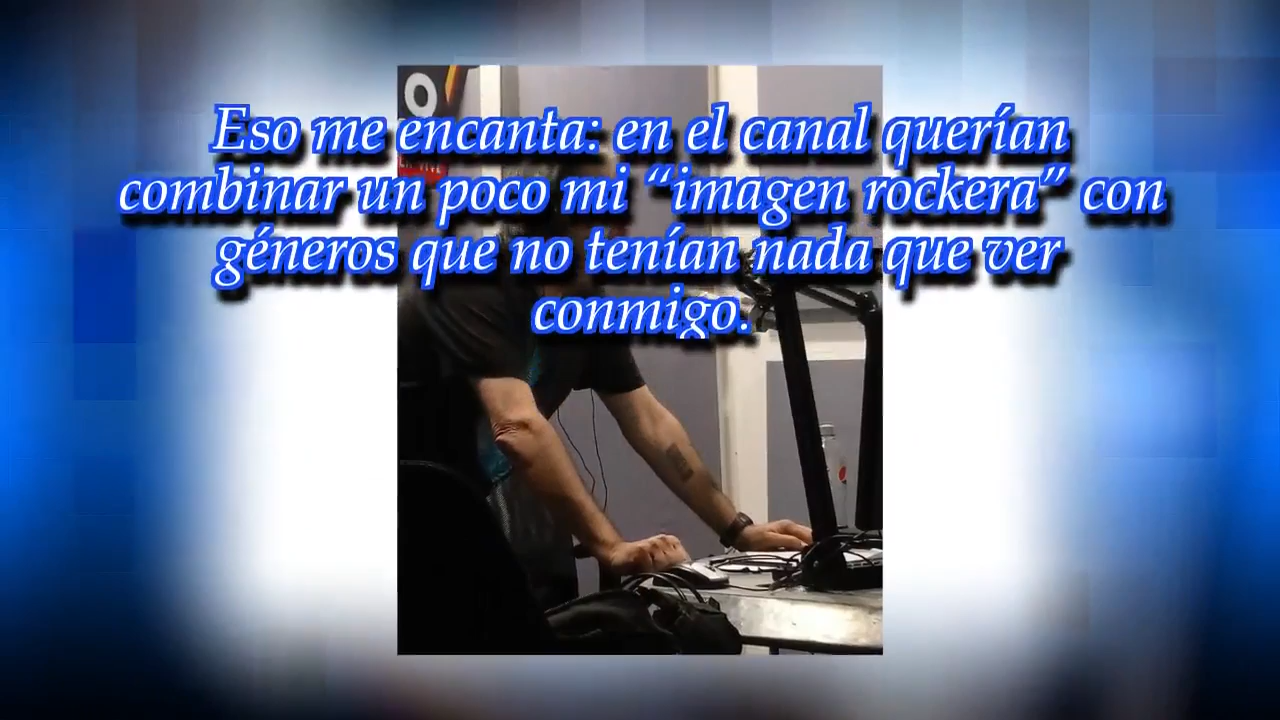 Eso me encanta: en el canal querían
combinar un poco mi “imagen rockera” con
géneros que no tenían nada que ver
conmigo.